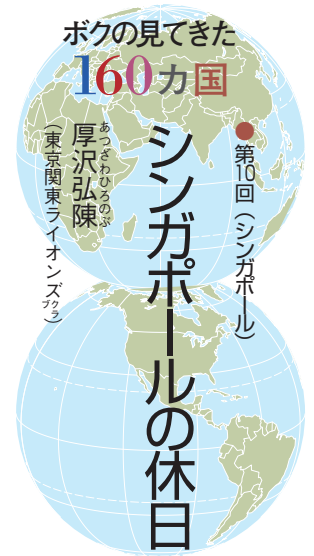 ボクの見てきた
160カ国
●第10回（シンガポール）
シンガポールの休日
あつざわひろのぶ
厚沢弘陳
（東京関東ライオンズクラブ）